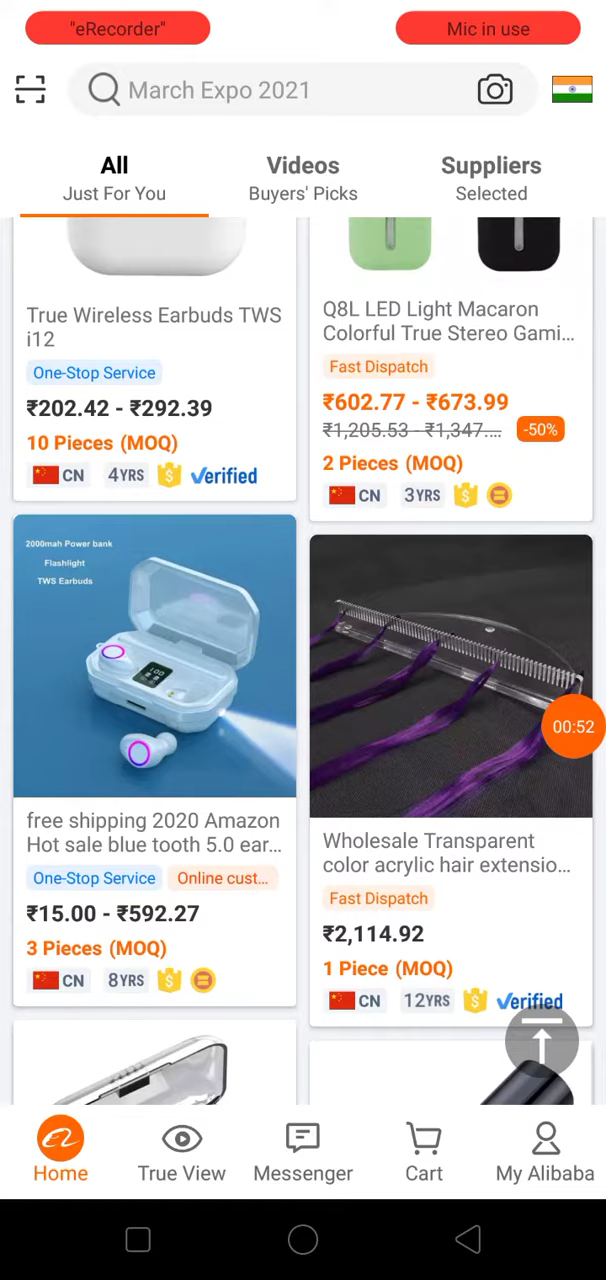 "eRecorder"
Mic in use
March Expo 2021
All
Just For You
Videos
Buyers' Picks
Suppliers
Selected
True Wireless Earbuds TWS
i12
One-Stop Service
₹202.42 - ₹292.39
10 Pieces (MOQ)
CN 4YRS Verified
Q8L LED Light Macaron
Colorful True Stereo Gami...
Fast Dispatch
₹602.77 - ₹673.99
₹1,205.53 - ₹1,347.... -50%
2 Pieces (MOQ)
CN 3YRS
2000mah Power bank
Flashlight
TWS Earbuds
100
free shipping 2020 Amazon
Hot sale blue tooth 5.0 ear...
One-Stop Service Online cust...
₹15.00 - ₹592.27
3 Pieces (MOQ)
CN 8YRS
00:52
Wholesale Transparent
color acrylic hair extensio...
Fast Dispatch
₹2,114.92
1 Piece (MOQ)
CN 12YRS Verified
Home
True View
Messenger
Cart
My Alibaba